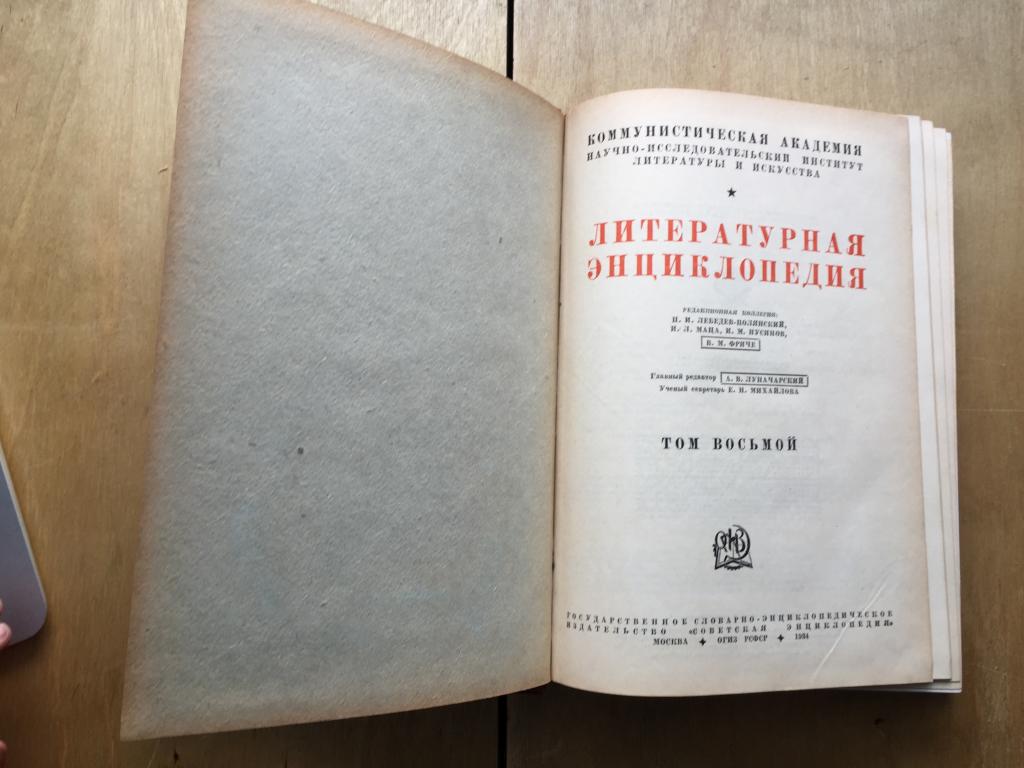 КОММУНИСТИЧЕСКАЯ АКАДЕМИЯ
НАУЧНО-ИССЛЕДОВАТЕЛЬСКИЙ ИНСТИТУТ
ЛИТЕРАТУРЫ И ИСКУССТВА
ЛИТЕРАТУРНАЯ
ЭНЦИКЛОПЕДИЯ
РЕДАКЦИОННАЯ КОЛЛЕГИЯ:
П. И. ЛЕБЕДЕВ-ПОЛЯНСКИЙ,
И. Л. МАЦА, И. М. НУСИНОВ,
В. М. ФРИЧЕ
Главный редактор А. В. ЛУНАЧАРСКИЙ
Ученый секретарь Е. Н. МИХАЙЛОВА
ТОМ ВОСЬМОЙ
ГОСУДАРСТВЕННОЕ СЛОВАРНО-ЭНЦИКЛОПЕДИЧЕСКОЕ
ИЗДАТЕЛЬСТВО «СОВЕТСКАЯ ЭНЦИКЛОПЕДИЯ»
МОСКВА ✦ ОГИЗ РСФСР ✦ 1934